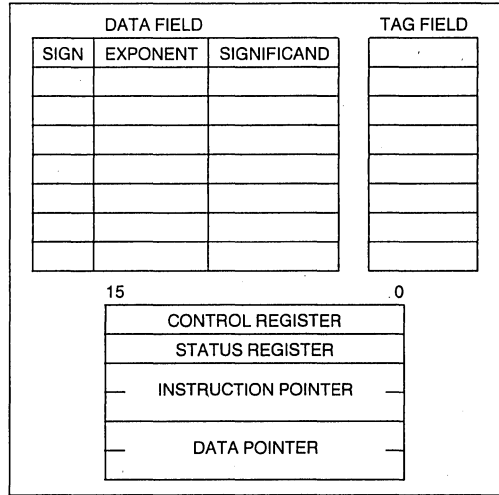 DATA FIELD TAG FIELD
SIGN EXPONENT SIGNIFICAND
15 0
CONTROL REGISTER
STATUS REGISTER
INSTRUCTION POINTER
DATA POINTER